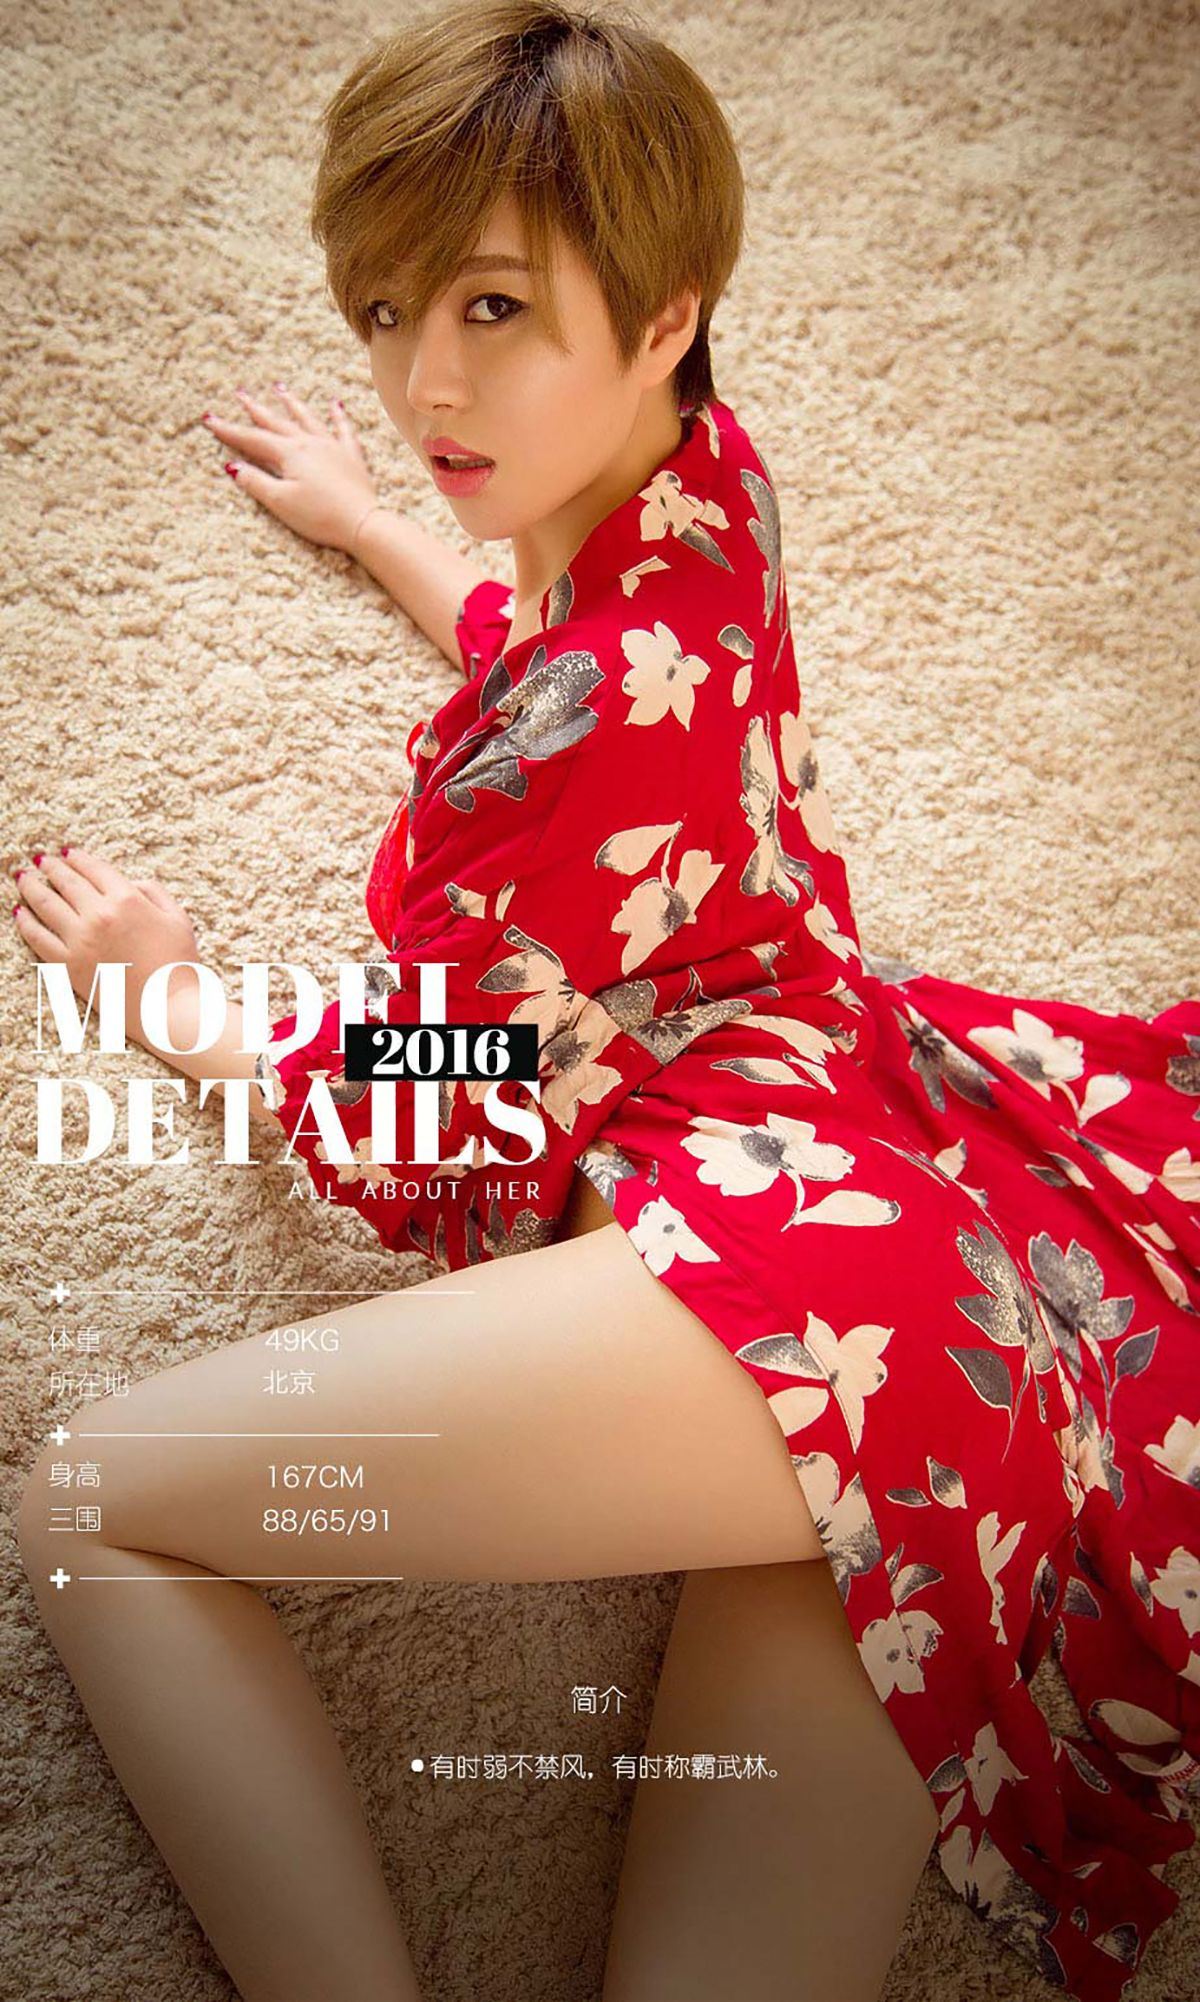 MODEL
2016
DETAILS
ALL ABOUT HER
体重 49KG
所在地 北京
身高 167CM
三围 88/65/91
简介
●有时弱不禁风，有时称霸武林。